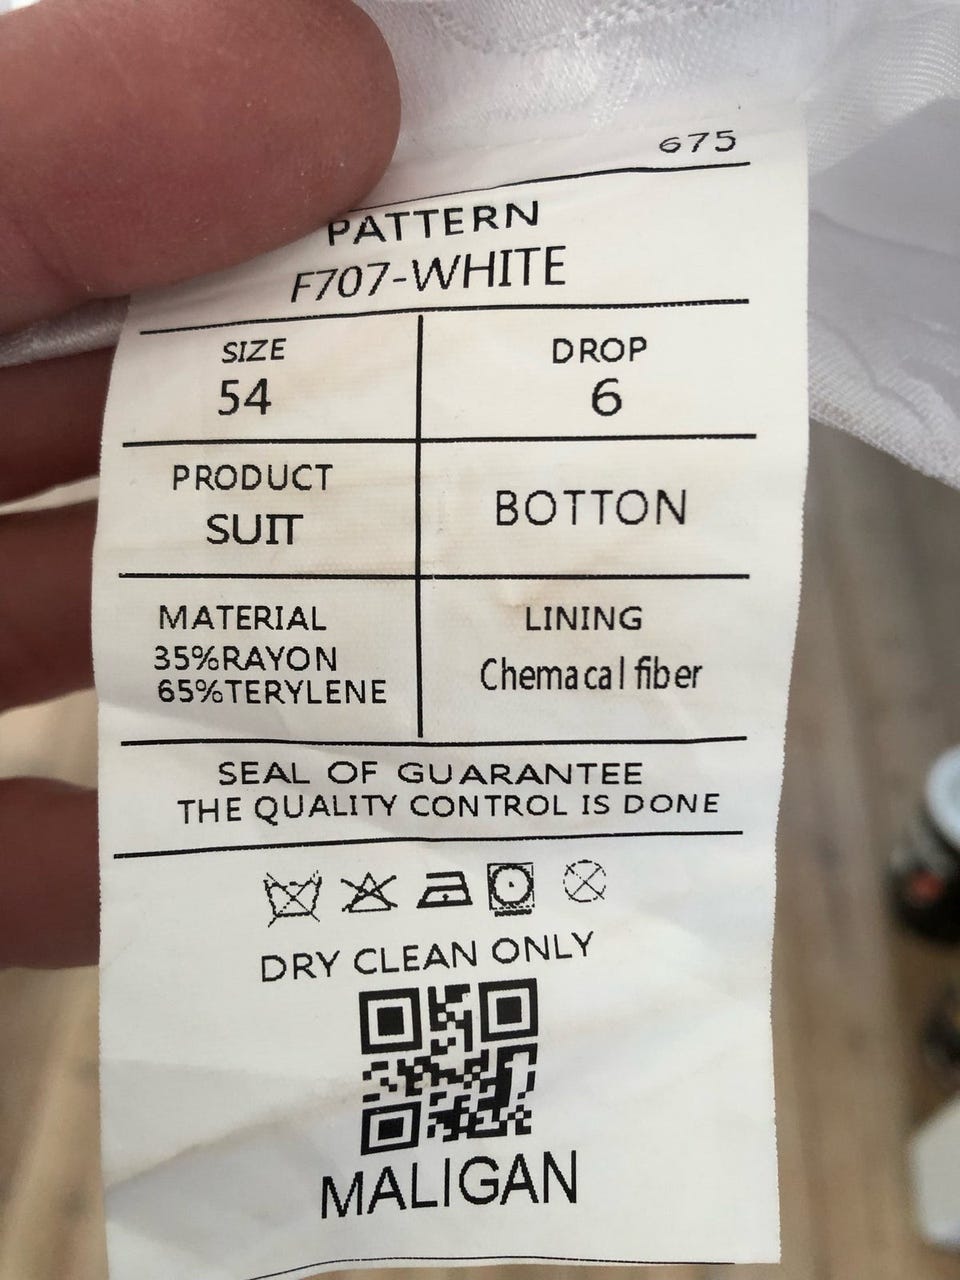 675
PATTERN
F707-WHITE
SIZE
54
DROP
6
PRODUCT
SUIT
BOTTON
MATERIAL
35%RAYON
65%TERYLENE
LINING
Chemacal fiber
SEAL OF GUARANTEE
THE QUALITY CONTROL IS DONE
DRY CLEAN ONLY
MALIGAN